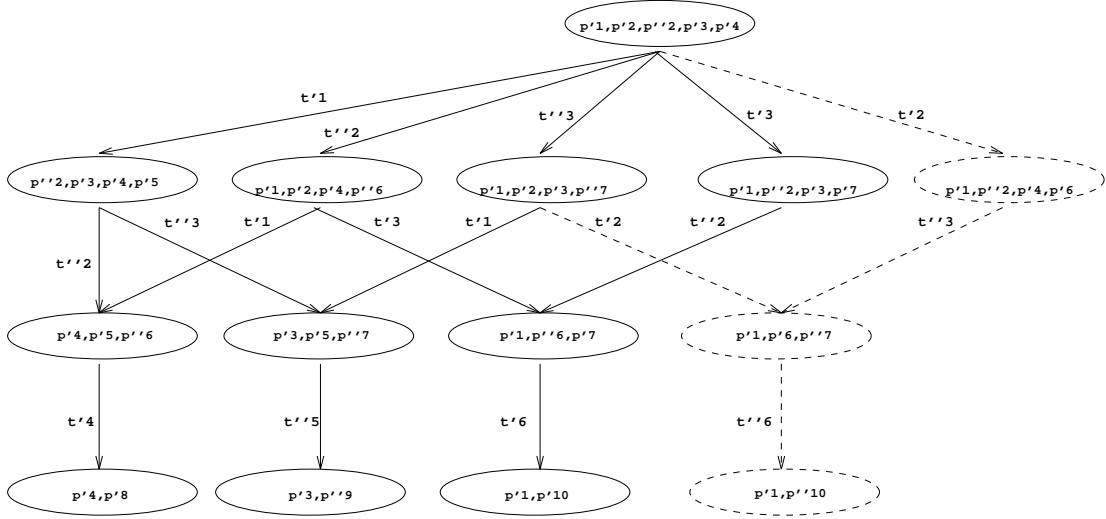 p'1,p'2,p''2,p'3,p'4
t'1
t''2
t''3
t'3
t'2
p''2,p'3,p'4,p'5
p'1,p'2,p'4,p''6
p'1,p'2,p'3,p''7
p'1,p''2,p'3,p'7
p'1,p''2,p'4,p'6
t''3
t'1
t'3
t'1
t'2
t''2
t''3
t''2
p'4,p'5,p''6
p'3,p'5,p''7
p'1,p''6,p'7
p'1,p'6,p''7
t'4
t''5
t'6
t''6
p'4,p'8
p'3,p''9
p'1,p'10
p'1,p''10